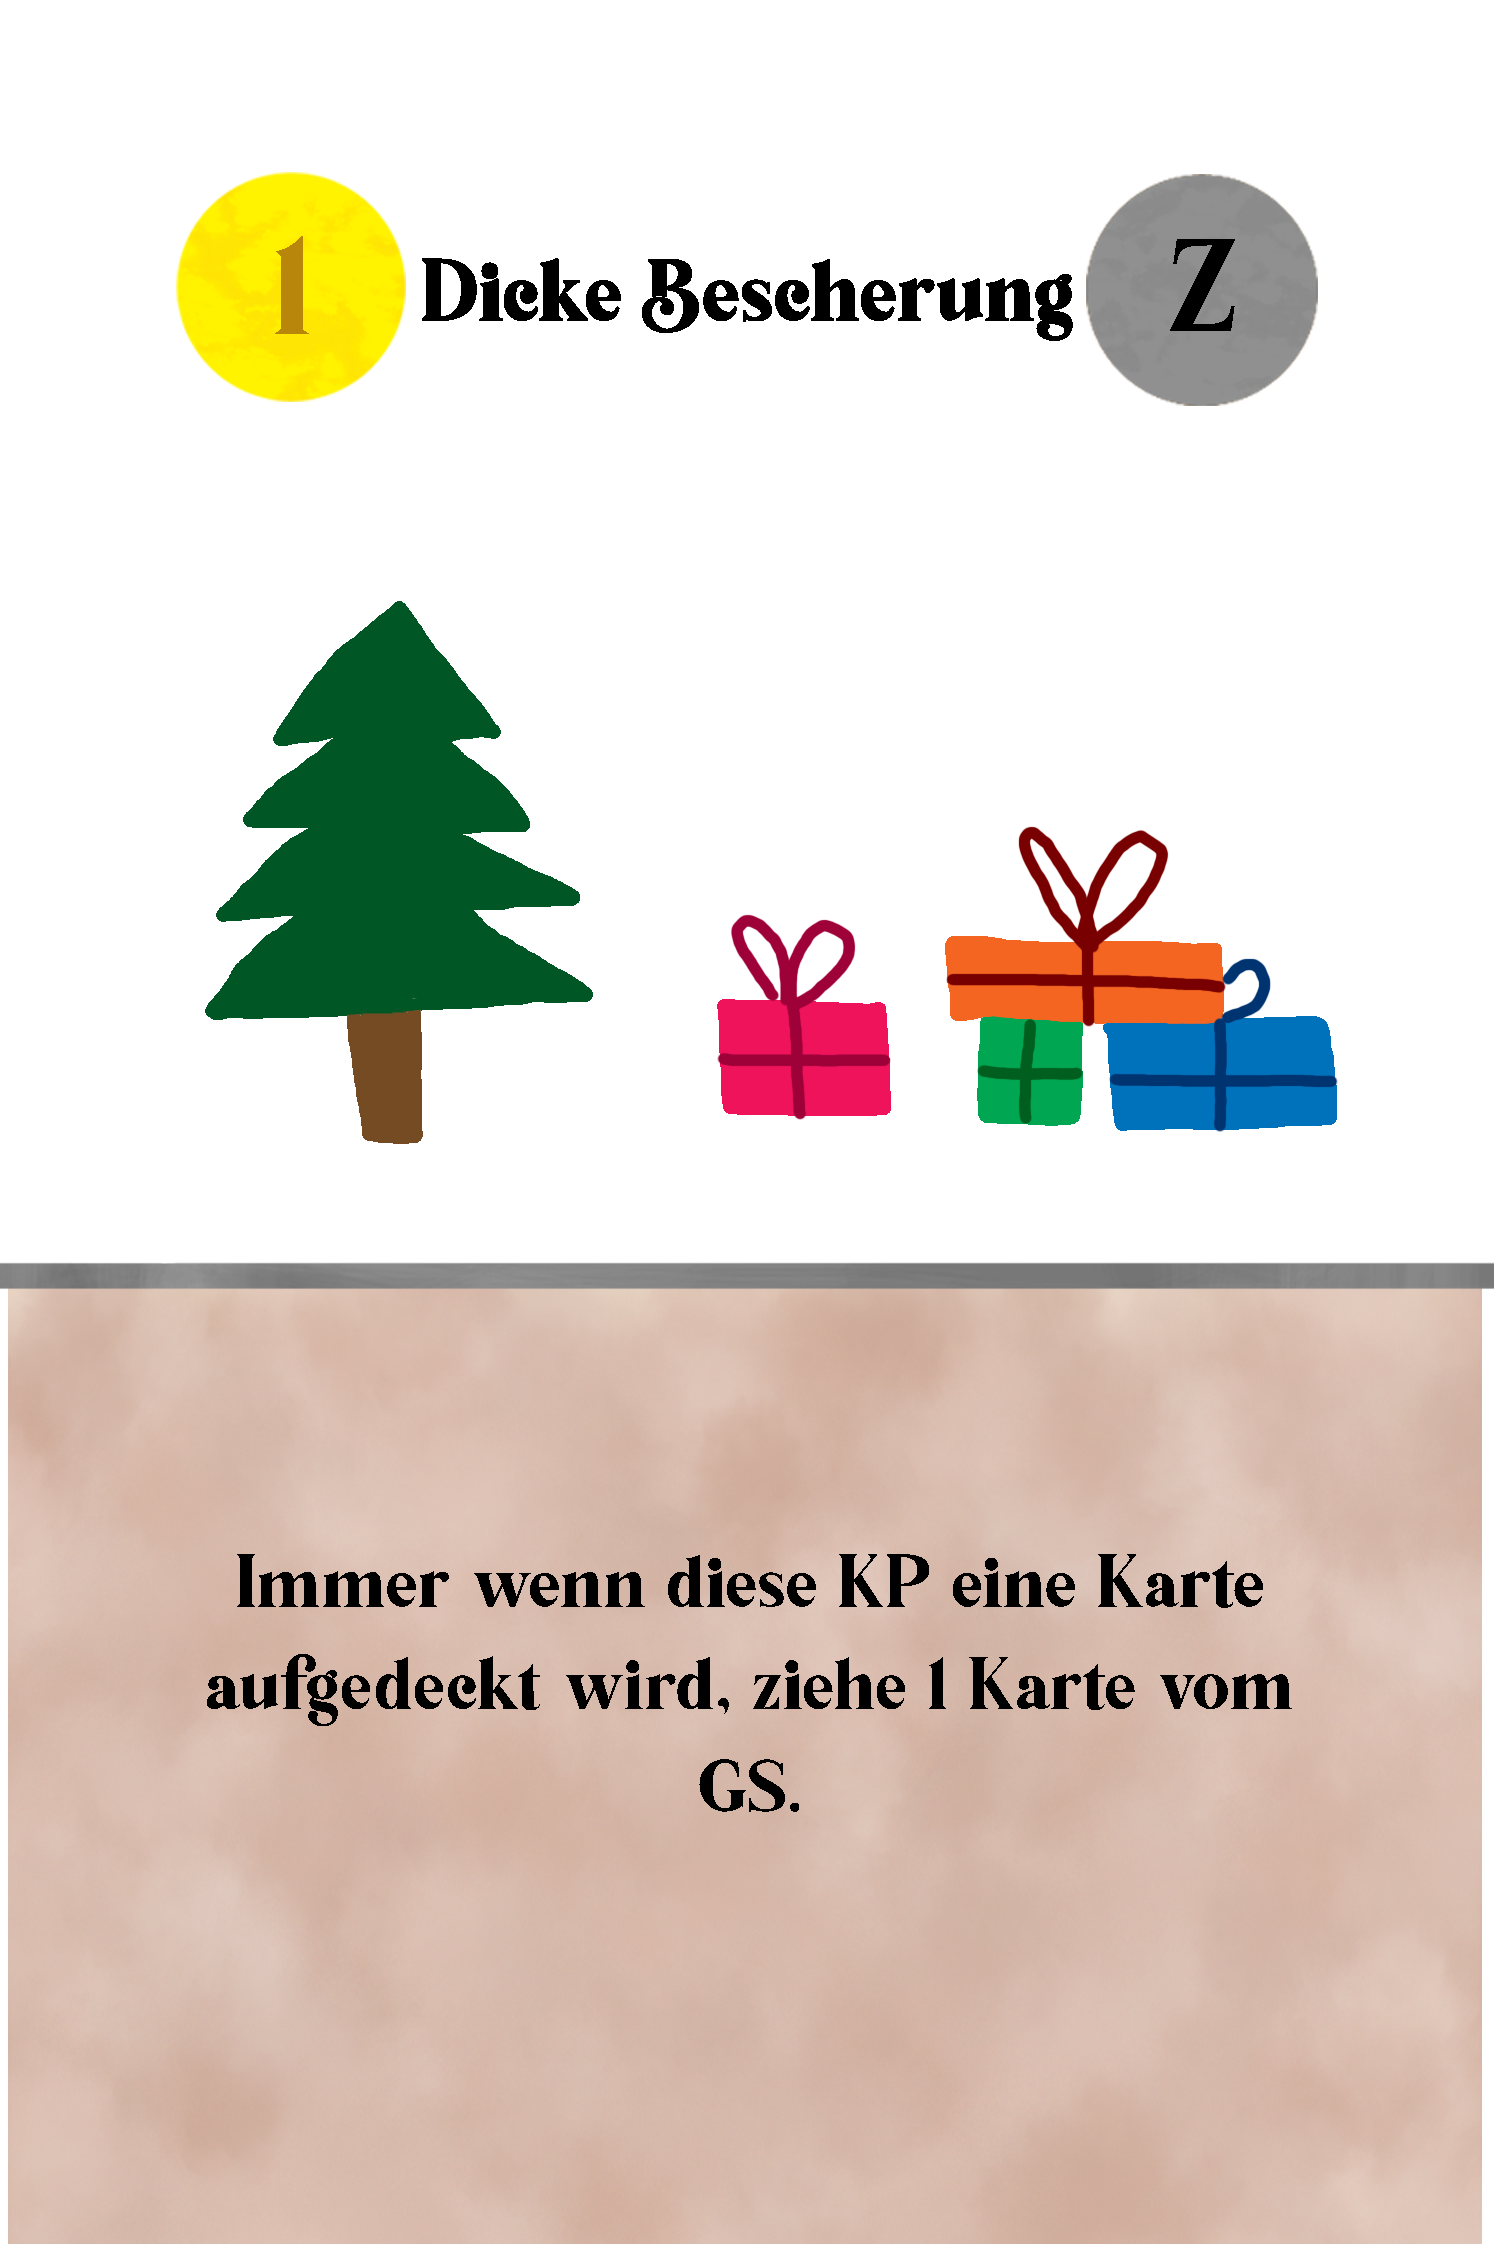 1 Dicke Bescherung Z
Immer wenn diese KP eine Karte
aufgedeckt wird, ziehe 1 Karte vom
GS.